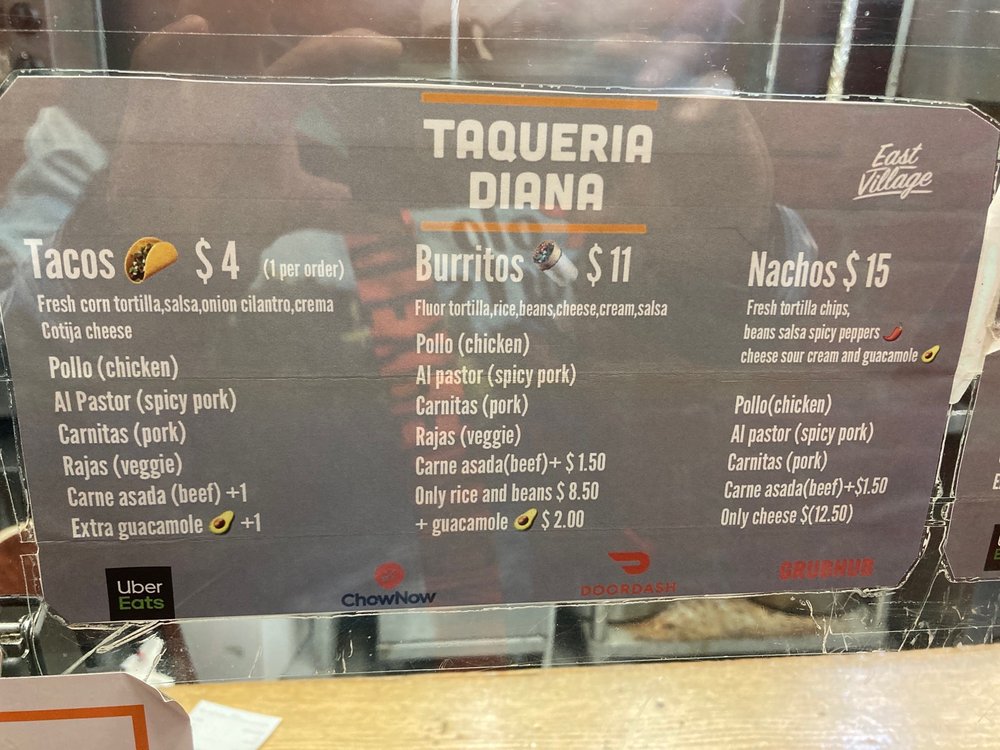 TAQUERIA
DIANA
East
Village
Tacos $4 (1 per order)
Fresh corn tortilla,salsa,onion cilantro,crema
Cotija cheese
Pollo (chicken)
Al Pastor (spicy pork)
Carnitas (pork)
Rajas (veggie)
Carne asada (beef) +1
Extra guacamole +1
Burritos $11
Fluor tortilla,rice,beans,cheese,cream,salsa
Pollo (chicken)
Al pastor (spicy pork)
Carnitas (pork)
Rajas (veggie)
Carne asada(beef)+ $1.50
Only rice and beans $8.50
+ guacamole $2.00
Nachos $15
Fresh tortilla chips,
beans salsa spicy peppers
cheese sour cream and guacamole
Pollo(chicken)
Al pastor (spicy pork)
Carnitas (pork)
Carne asada(beef)+$1.50
Only cheese $(12.50)
Uber
Eats
ChowNow
DOORDASH
GRUBHUB